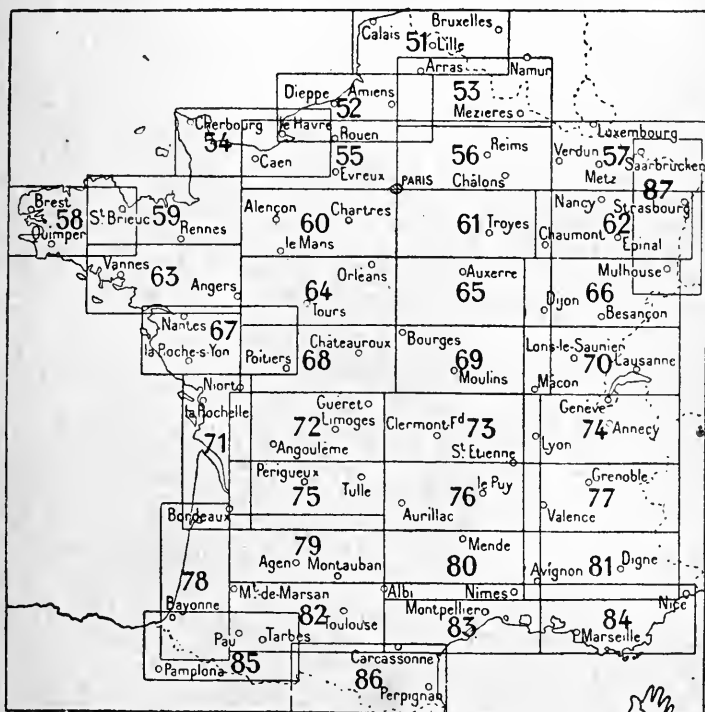 Calais
Bruxelles
51
Lille
Arras
Namur
Dieppe
Amiens
52
53
Mezieres
Cherbourg
54
le Havre
Rouen
Caen
55
Evreux
56
Reims
Châlons
Luxembourg
Verdun
57
Metz
Saarbrücken
87
PARIS
Brest
58
Quimper
St Brieuc
59
Rennes
Alençon
60
Chartres
le Mans
61
Troyes
Nancy
62
Strasbourg
Chaumont
Epinal
Vannes
63
Angers
Orléans
64
Tours
Auxerre
65
Mulhouse
66
Dijon
Besançon
Nantes
67
la Roche-s-Yon
Poitiers
Châteauroux
68
Bourges
69
Moulins
Lons-le-Saunier
70
Lausanne
Mâcon
Genève
Niort
la Rochelle
71
Guéret
72
Limoges
Angoulème
Clermont-Fd
73
St Etienne
Lyon
74
Annecy
Périgueux
75
Tulle
le Puy
76
Aurillac
Grenoble
77
Valence
Bordeaux
78
Bayonne
79
Agen
Montauban
Mende
80
Avignon
81
Digne
Mt-de-Marsan
82
Toulouse
Albi
Nimes
Montpellier
83
84
Marseille
Nice
Pau
Tarbes
85
Pamplona
Carcassonne
86
Perpignan